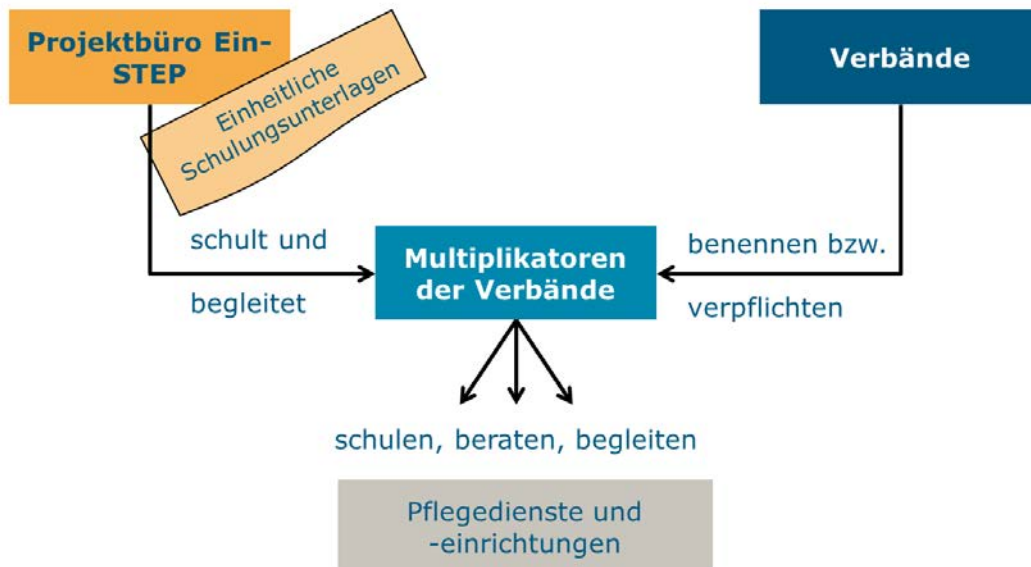 Projektbüro Ein-
STEP
Einheitliche
Schulungsunterlagen
Verbände
schult und
begleitet
Multiplikatoren
der Verbände
benennen bzw.
verpflichten
schulen, beraten, begleiten
Pflegedienste und
-einrichtungen